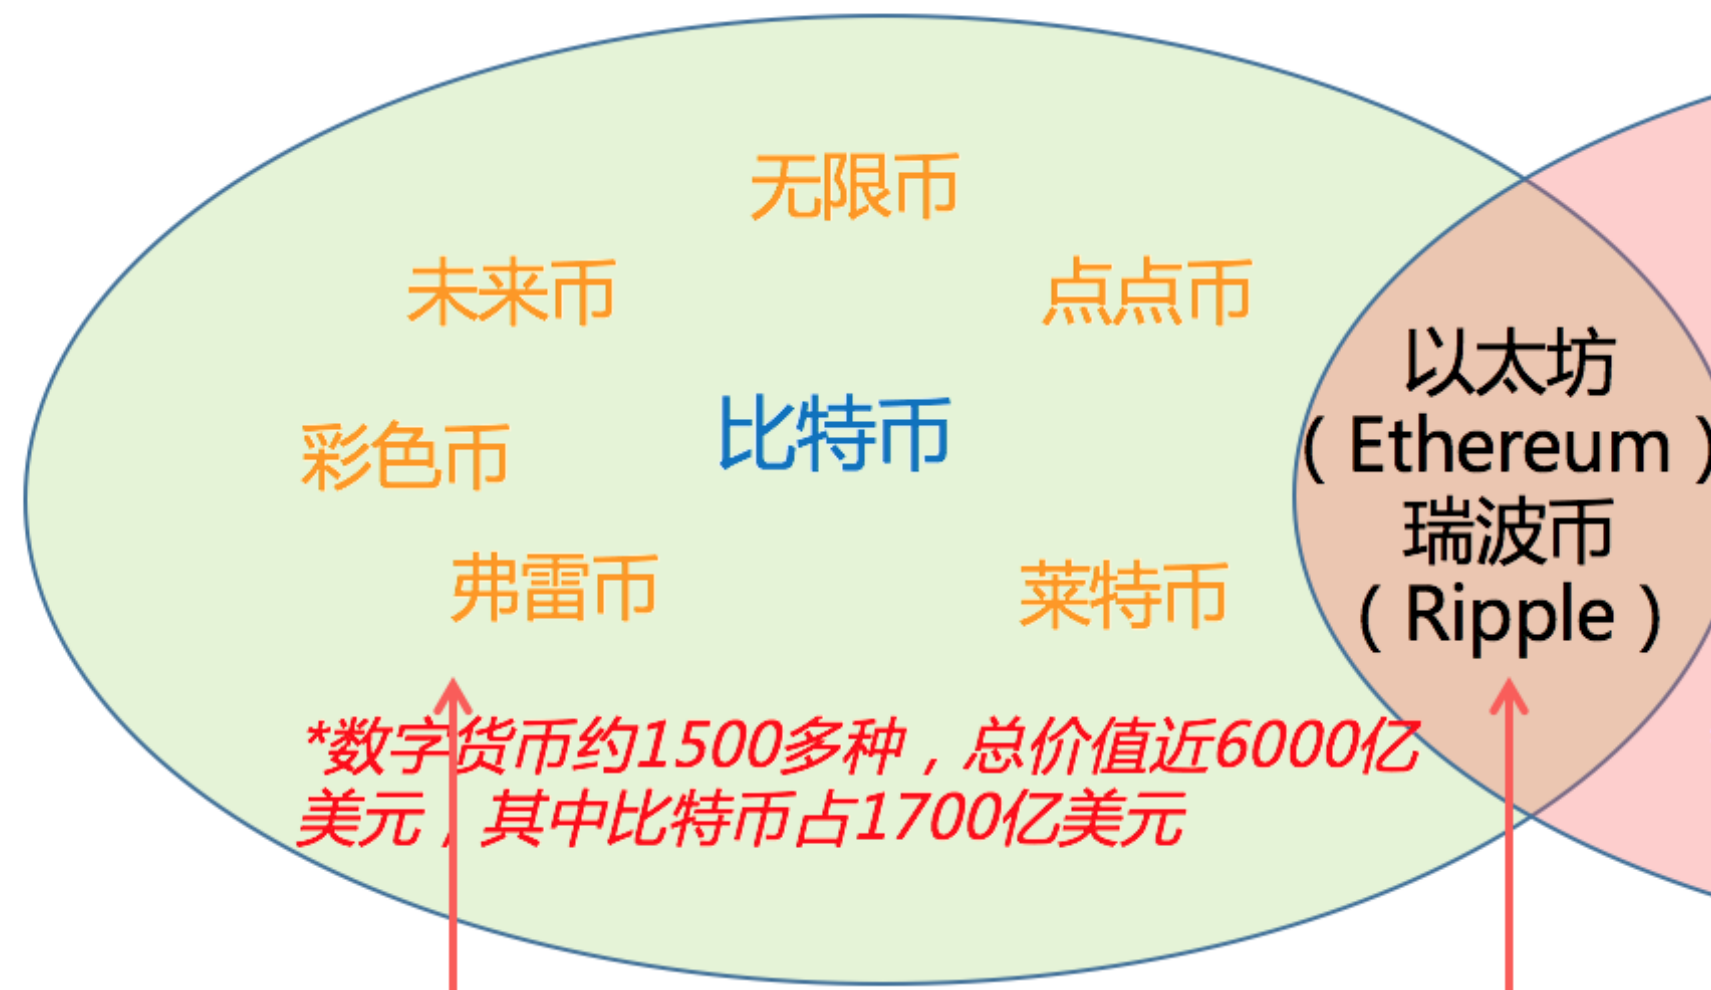 无限币
未来币
点点币
以太坊
（Ethereum）
瑞波币
（Ripple）
比特币
彩色币
弗雷币
莱特币
*数字货币约1500多种，总价值近6000亿
美元，其中比特币占1700亿美元